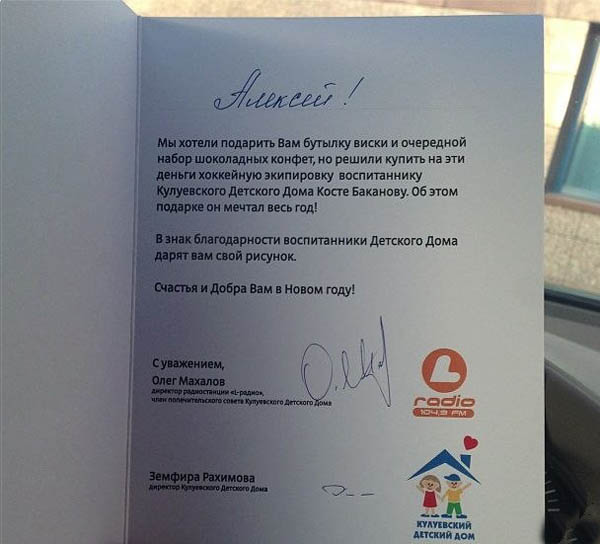 Алексей!
Мы хотели подарить Вам бутылку виски и очередной
набор шоколадных конфет, но решили купить на эти
деньги хоккейную экипировку воспитаннику
Кулуевского Детского Дома Косте Баканову. Об этом
подарке он мечтал весь год!
В знак благодарности воспитанники Детского Дома
дарят вам свой рисунок.
Счастья и Добра Вам в Новом году!
С уважением,
Олег Махалов
директор радиостанции «L-радио»,
член попечительского совета Кулуевского Детского Дома
L
radio
104,9 FM
Земфира Рахимова
директор Кулуевского Детского Дома
КУЛУЕВСКИЙ
ДЕТСКИЙ ДОМ